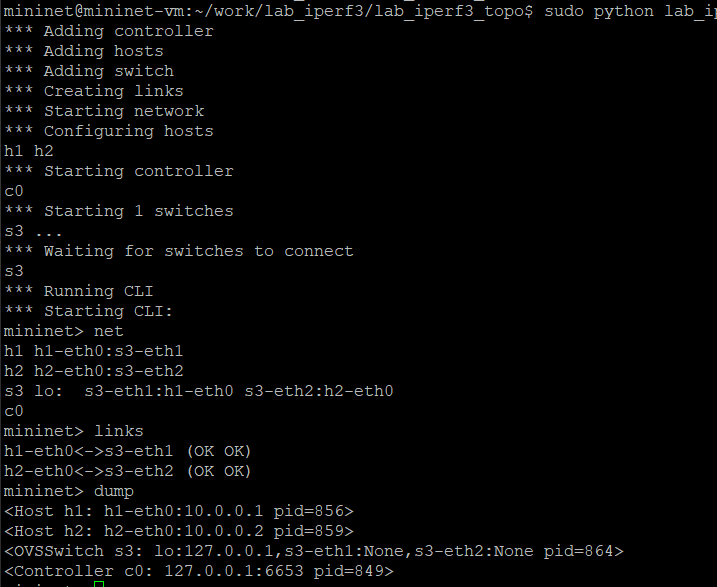 mininet@mininet-vm:~/work/lab_iperf3/lab_iperf3_topo$ sudo python
*** Adding controller
*** Adding hosts
*** Adding switch
*** Creating links
*** Starting network
*** Configuring hosts
h1 h2
*** Starting controller
c0
*** Starting 1 switches
s3 ...
*** Waiting for switches to connect
s3
*** Running CLI
*** Starting CLI:
mininet> net
h1 h1-eth0:s3-eth1
h2 h2-eth0:s3-eth2
s3 lo:  s3-eth1:h1-eth0 s3-eth2:h2-eth0
c0
mininet> links
h1-eth0<->s3-eth1 (OK OK)
h2-eth0<->s3-eth2 (OK OK)
mininet> dump
<Host h1: h1-eth0:10.0.0.1 pid=856>
<Host h2: h2-eth0:10.0.0.2 pid=859>
<OVSSwitch s3: lo:127.0.0.1,s3-eth1:None,s3-eth2:None pid=864>
<Controller c0: 127.0.0.1:6653 pid=849>